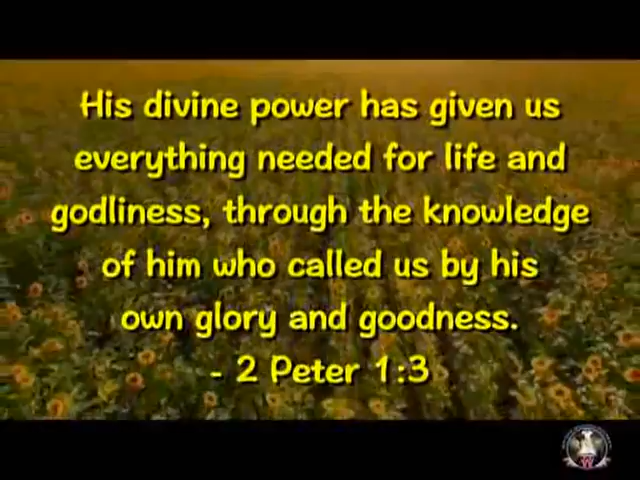 His divine power has given us
everything needed for life and
godliness, through the knowledge
of him who called us by his
own glory and goodness.
- 2 Peter 1:3